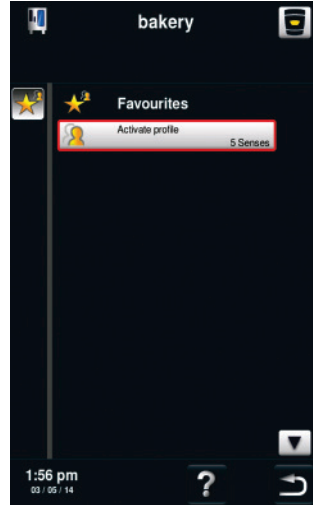 bakery
Favourites
Activate profile
5 Senses
1:56 pm
03 / 05 / 14
?